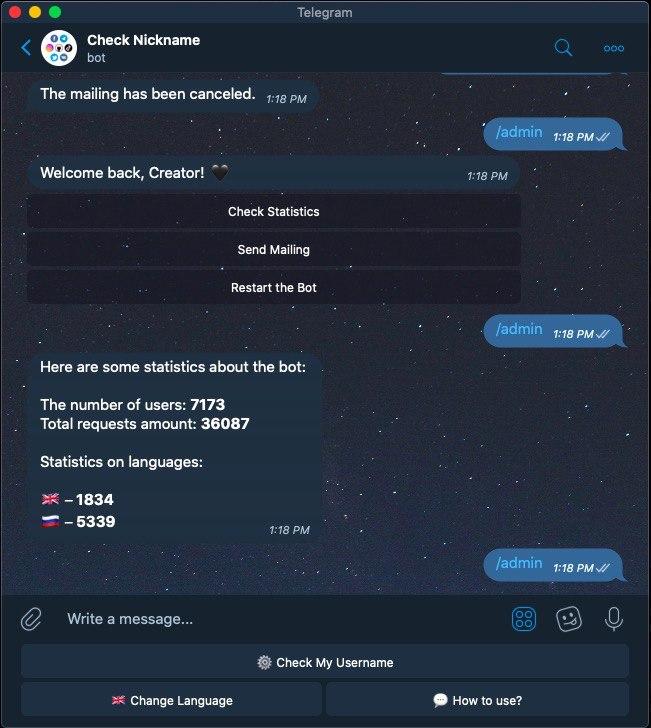 Telegram
Check Nickname
bot
The mailing has been canceled. 1:18 PM
/admin 1:18 PM
Welcome back, Creator! 🖤 1:18 PM
Check Statistics
Send Mailing
Restart the Bot
/admin 1:18 PM
Here are some statistics about the bot:
The number of users: 7173
Total requests amount: 36087
Statistics on languages:
🇬🇧 – 1834
🇷🇺 – 5339
1:18 PM
/admin 1:18 PM
Write a message...
⚙️ Check My Username
🇬🇧 Change Language
💬 How to use?